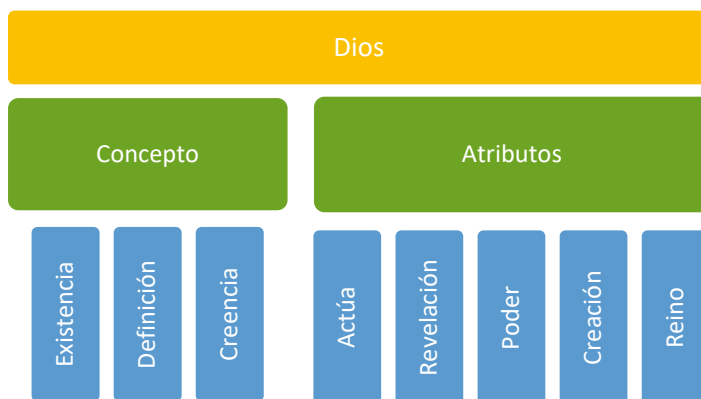 Dios
Concepto
Atributos
Existencia
Definición
Creencia
Actúa
Revelación
Poder
Creación
Reino